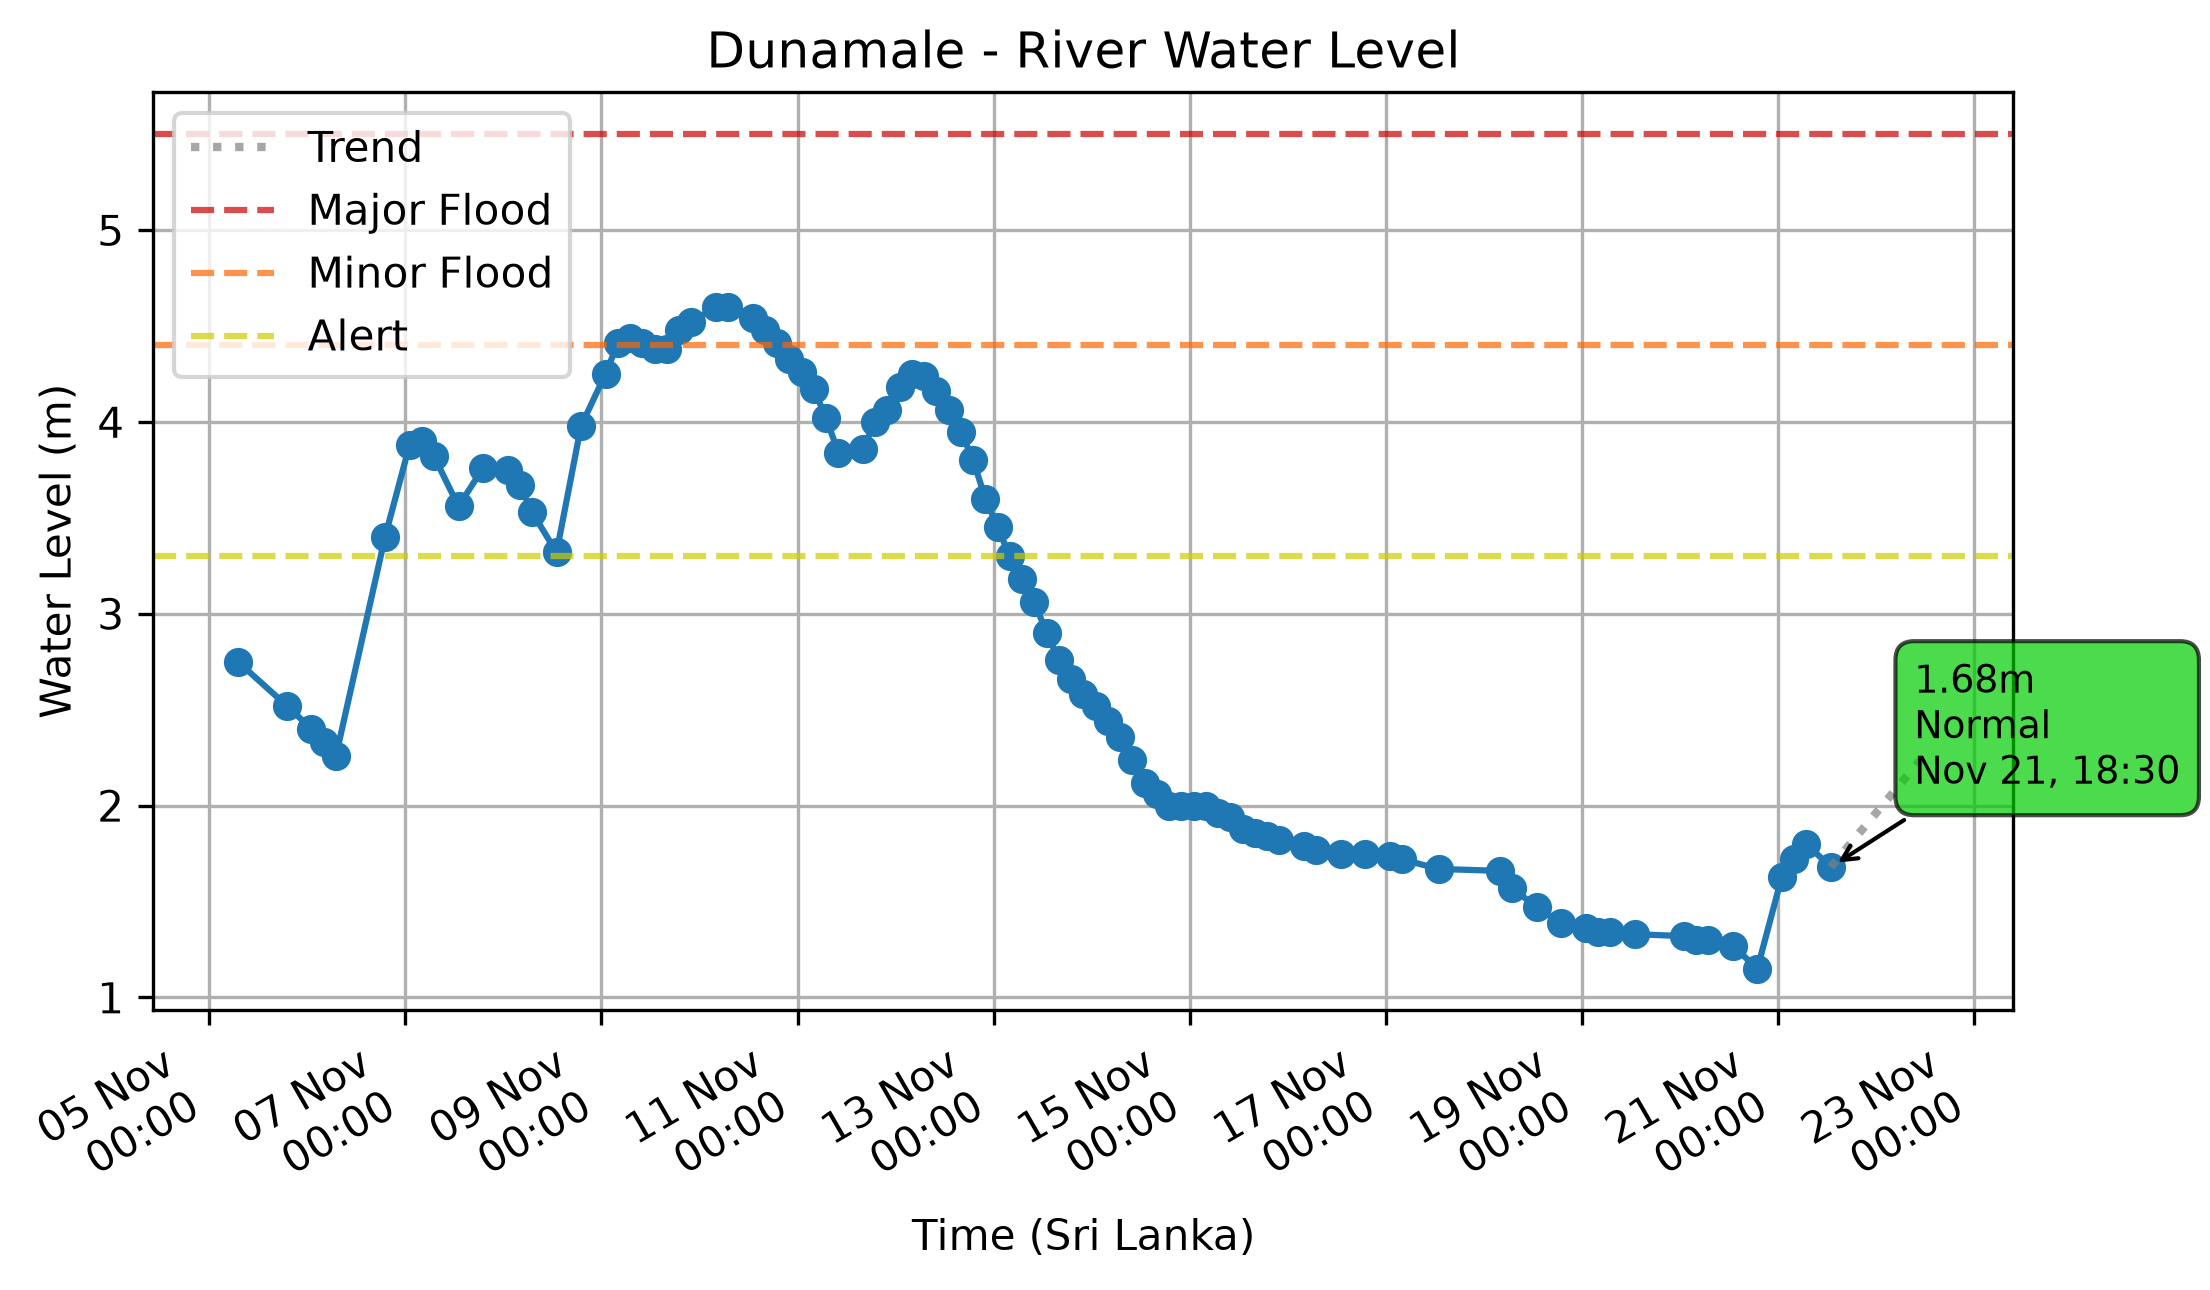 Dunamale - River Water Level
Trend
Major Flood
Minor Flood
Alert
Water Level (m)
5
4
3
2
1
1.68m
Normal
Nov 21, 18:30
05 Nov
00:00
07 Nov
00:00
09 Nov
00:00
11 Nov
00:00
13 Nov
00:00
15 Nov
00:00
17 Nov
00:00
19 Nov
00:00
21 Nov
00:00
23 Nov
00:00
Time (Sri Lanka)